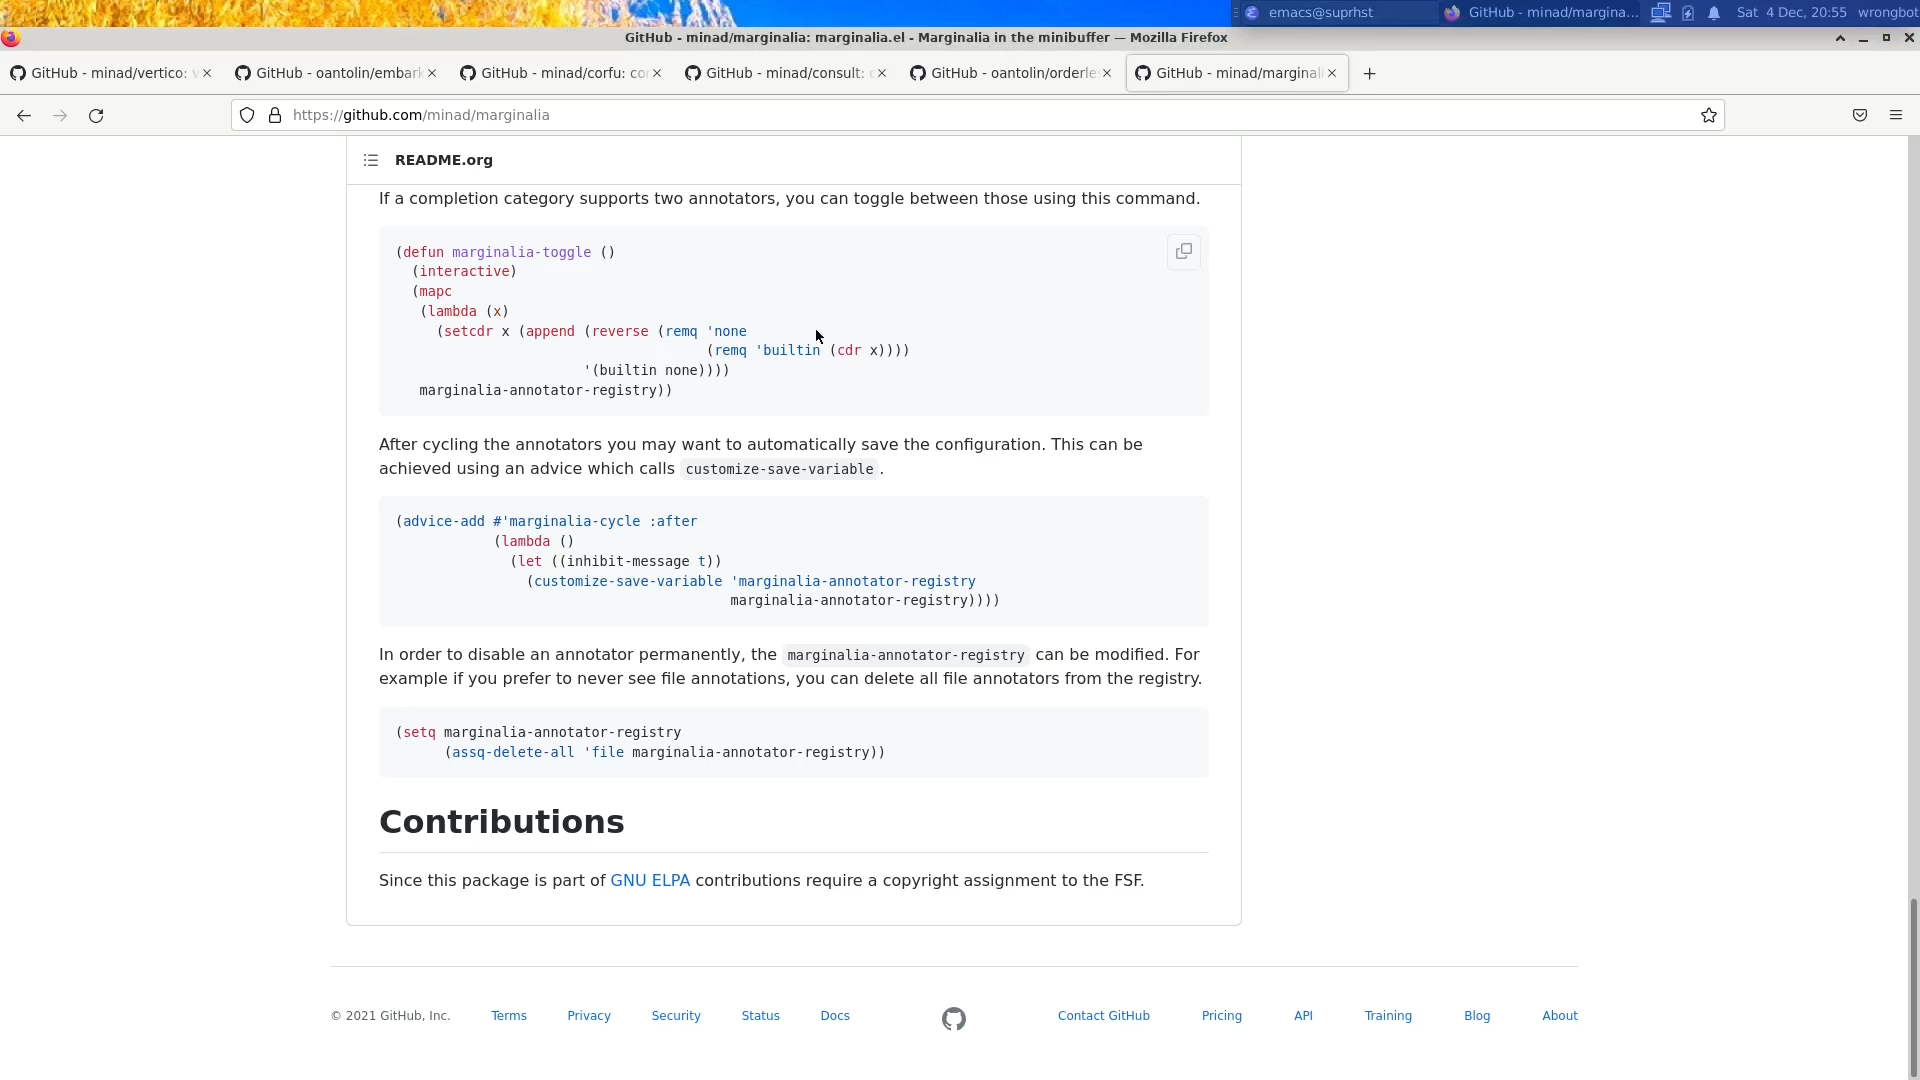 emacs@suprhst
GitHub - minad/margina...
Sat 4 Dec, 20:55
wrongbot
GitHub - minad/marginalia: marginalia.el - Marginalia in the minibuffer — Mozilla Firefox
GitHub - minad/vertico: v
GitHub - oantolin/embark
GitHub - minad/corfu: co
GitHub - minad/consult: c
GitHub - oantolin/orderle
GitHub - minad/marginali
https://github.com/minad/marginalia
README.org
If a completion category supports two annotators, you can toggle between those using this command.
(defun marginalia-toggle ()
  (interactive)
  (mapc
   (lambda (x)
     (setcdr x (append (reverse (remq 'none
                                      (remq 'builtin (cdr x))))
                       '(builtin none))))
   marginalia-annotator-registry))
After cycling the annotators you may want to automatically save the configuration. This can be
achieved using an advice which calls customize-save-variable.
(advice-add #'marginalia-cycle :after
            (lambda ()
              (let ((inhibit-message t))
                (customize-save-variable 'marginalia-annotator-registry
                                         marginalia-annotator-registry))))
In order to disable an annotator permanently, the marginalia-annotator-registry can be modified. For
example if you prefer to never see file annotations, you can delete all file annotators from the registry.
(setq marginalia-annotator-registry
      (assq-delete-all 'file marginalia-annotator-registry))
Contributions
Since this package is part of GNU ELPA contributions require a copyright assignment to the FSF.
© 2021 GitHub, Inc.
Terms
Privacy
Security
Status
Docs
Contact GitHub
Pricing
API
Training
Blog
About